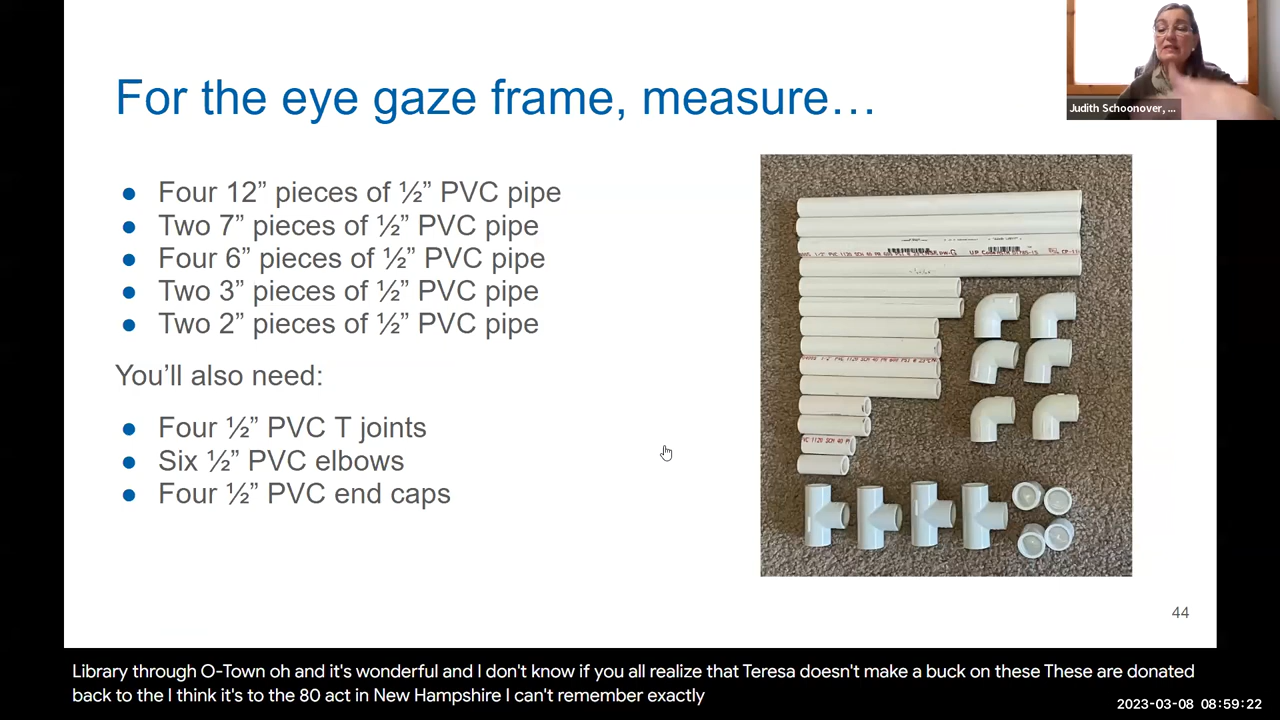 For the eye gaze frame, measure…
Judith Schoonover, ...
● Four 12” pieces of ½” PVC pipe
● Two 7” pieces of ½” PVC pipe
● Four 6” pieces of ½” PVC pipe
● Two 3” pieces of ½” PVC pipe
● Two 2” pieces of ½” PVC pipe
You’ll also need:
● Four ½” PVC T joints
● Six ½” PVC elbows
● Four ½” PVC end caps
44
Library through O-Town oh and it's wonderful and I don't know if you all realize that Teresa doesn't make a buck on these These are donated
back to the I think it's to the 80 act in New Hampshire I can't remember exactly
2023-03-08 08:59:22